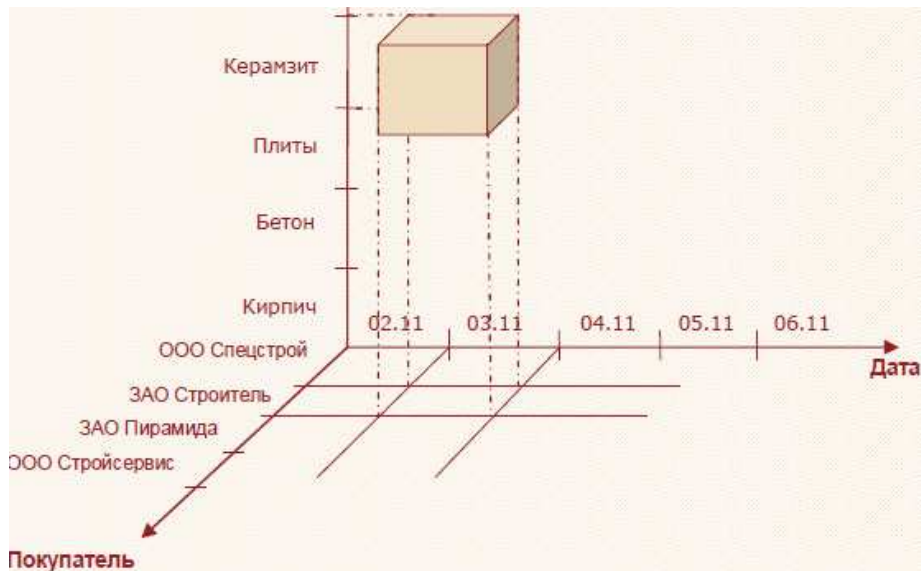 Керамзит
Плиты
Бетон
Кирпич
02.11 03.11 04.11 05.11 06.11
ООО Спецстрой
Дата
ЗАО Строитель
ЗАО Пирамида
ООО Стройсервис
Покупатель